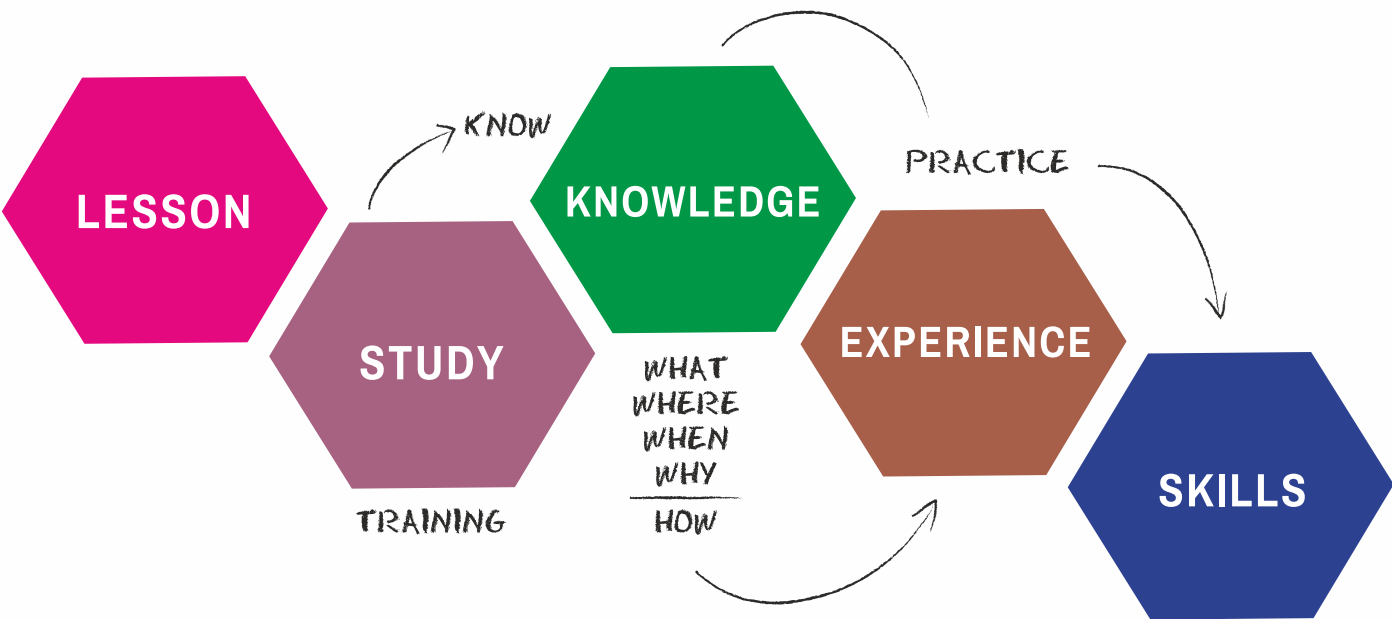 LESSON
STUDY
TRAINING
KNOW
KNOWLEDGE
WHAT
WHERE
WHEN
WHY
HOW
PRACTICE
EXPERIENCE
SKILLS